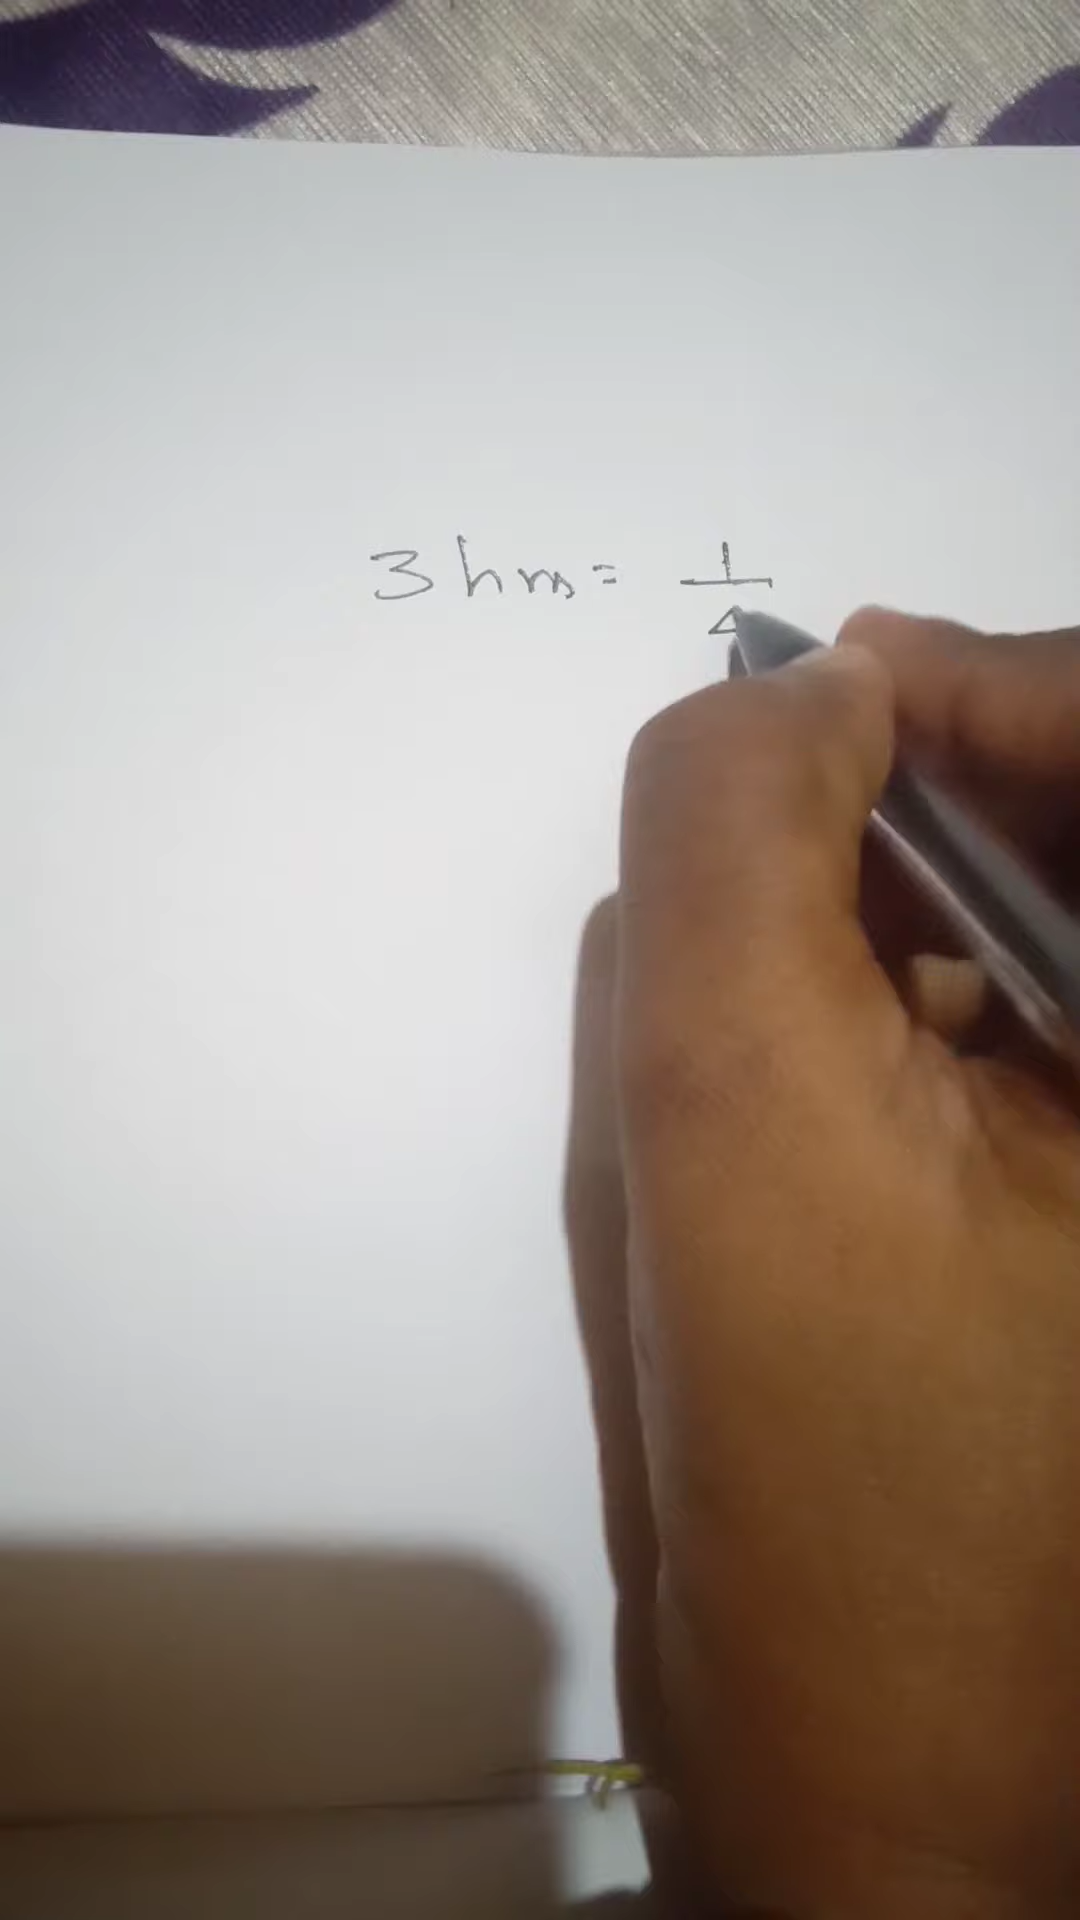 3 hrs = 1/4